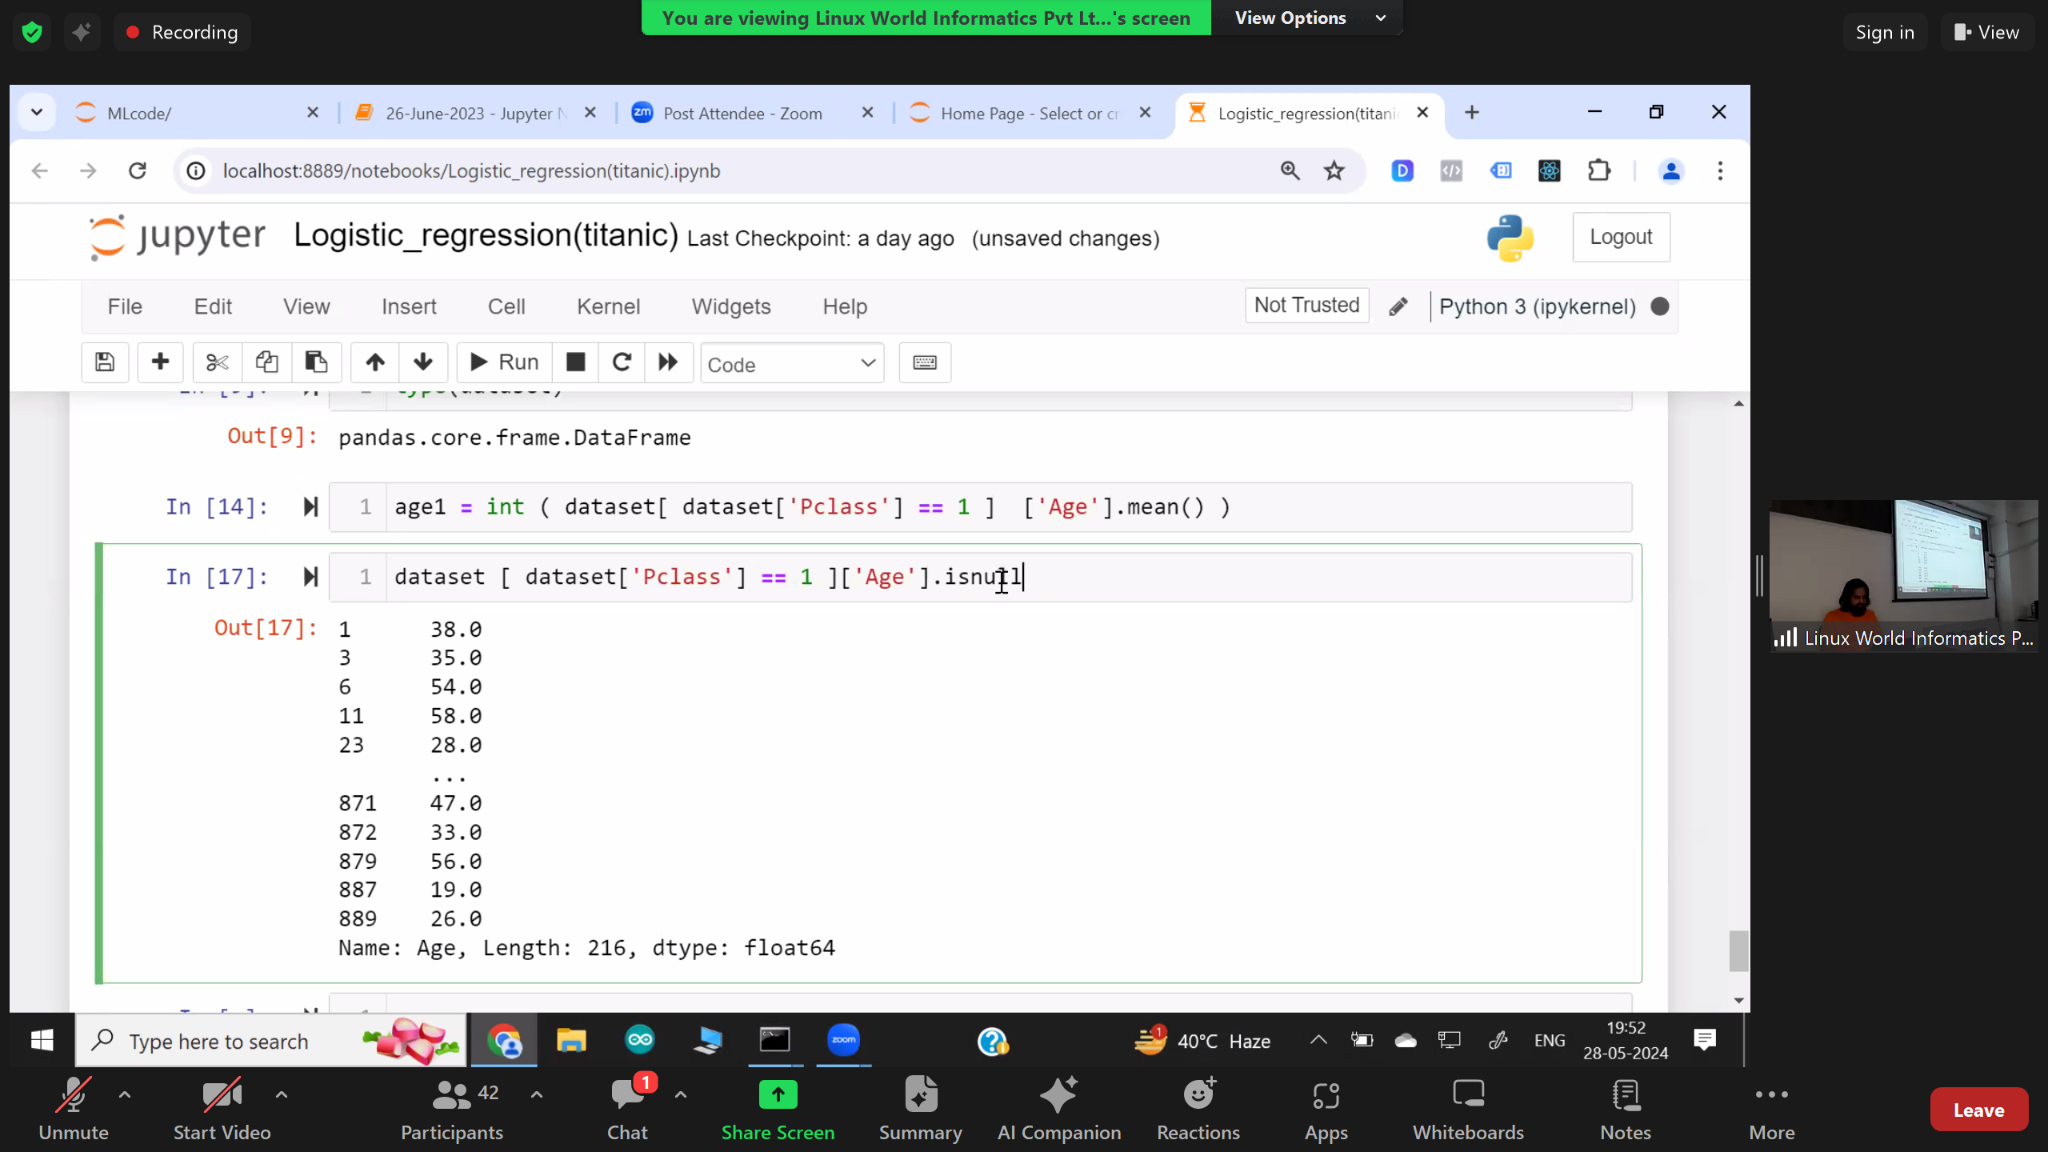 You are viewing Linux World Informatics Pvt Lt...'s screen
View Options
Recording
Sign in
View
MLcode/
26-June-2023 - Jupyter N
Post Attendee - Zoom
Home Page - Select or cr
Logistic_regression(titani
localhost:8889/notebooks/Logistic_regression(titanic).ipynb
jupyter
Logistic_regression(titanic) Last Checkpoint: a day ago (unsaved changes)
Logout
File Edit View Insert Cell Kernel Widgets Help
Not Trusted
Python 3 (ipykernel)
Run
Code
type(dataset)
Out[9]: pandas.core.frame.DataFrame
In [14]: 1 age1 = int ( dataset[ dataset['Pclass'] == 1 ] ['Age'].mean() )
In [17]: 1 dataset [ dataset['Pclass'] == 1 ]['Age'].isnull
Out[17]: 1 38.0
3 35.0
6 54.0
11 58.0
23 28.0
...
871 47.0
872 33.0
879 56.0
887 19.0
889 26.0
Name: Age, Length: 216, dtype: float64
Linux World Informatics P...
Type here to search
zoom
1
40°C Haze
ENG
19:52
28-05-2024
42
1
Unmute
Start Video
Participants
Chat
Share Screen
Summary
AI Companion
Reactions
Apps
Whiteboards
Notes
More
Leave